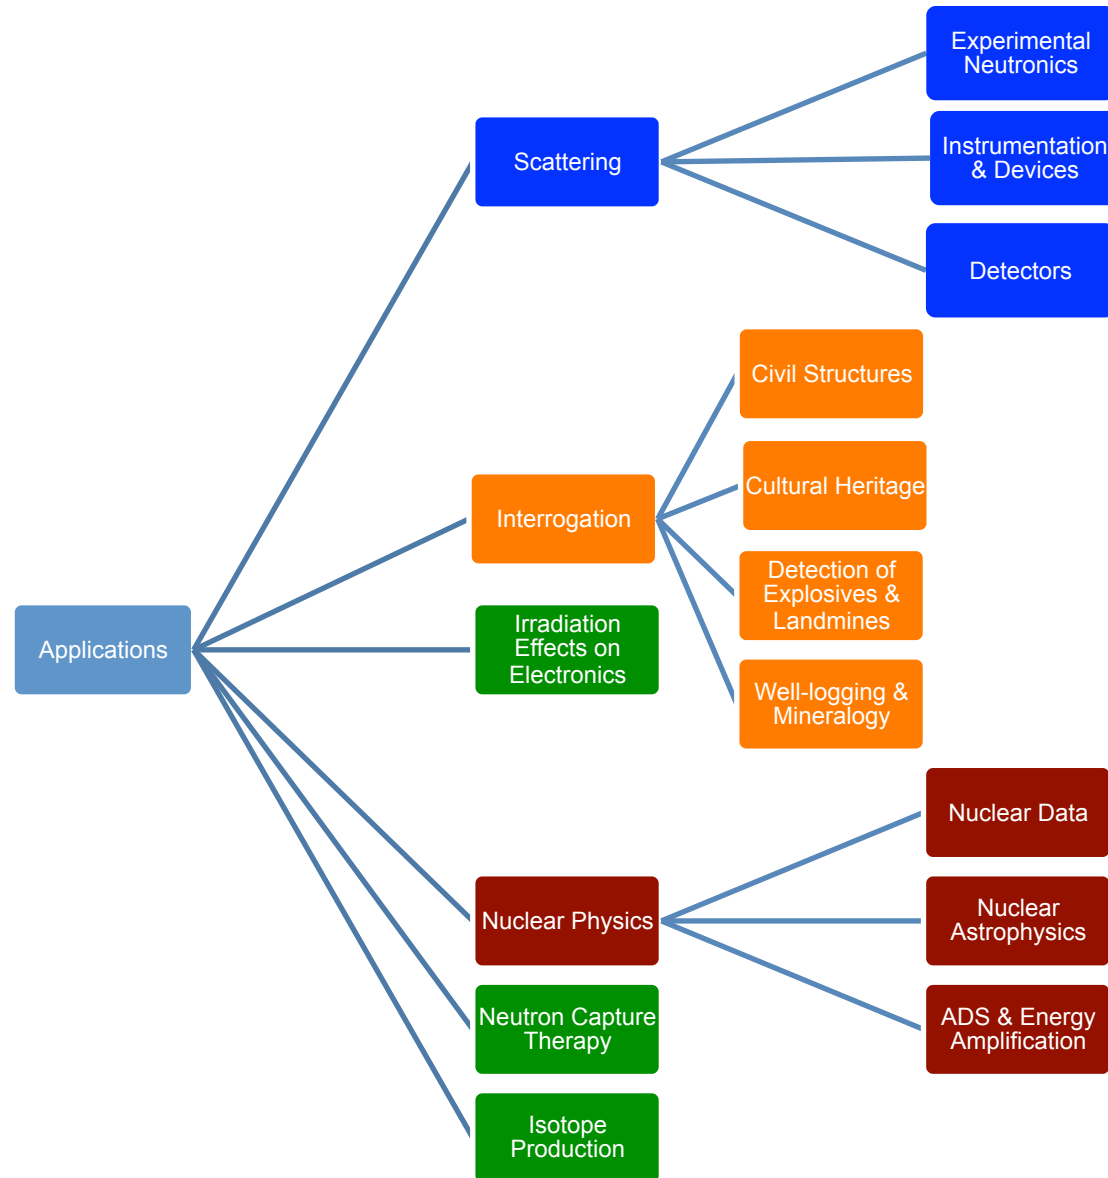 Experimental
Neutronics
Scattering
Instrumentation
& Devices
Detectors
Civil Structures
Cultural Heritage
Interrogation
Detection of
Explosives &
Landmines
Applications
Irradiation
Effects on
Electronics
Well-logging &
Mineralogy
Nuclear Data
Nuclear Physics
Nuclear
Astrophysics
Neutron Capture
Therapy
ADS & Energy
Amplification
Isotope
Production